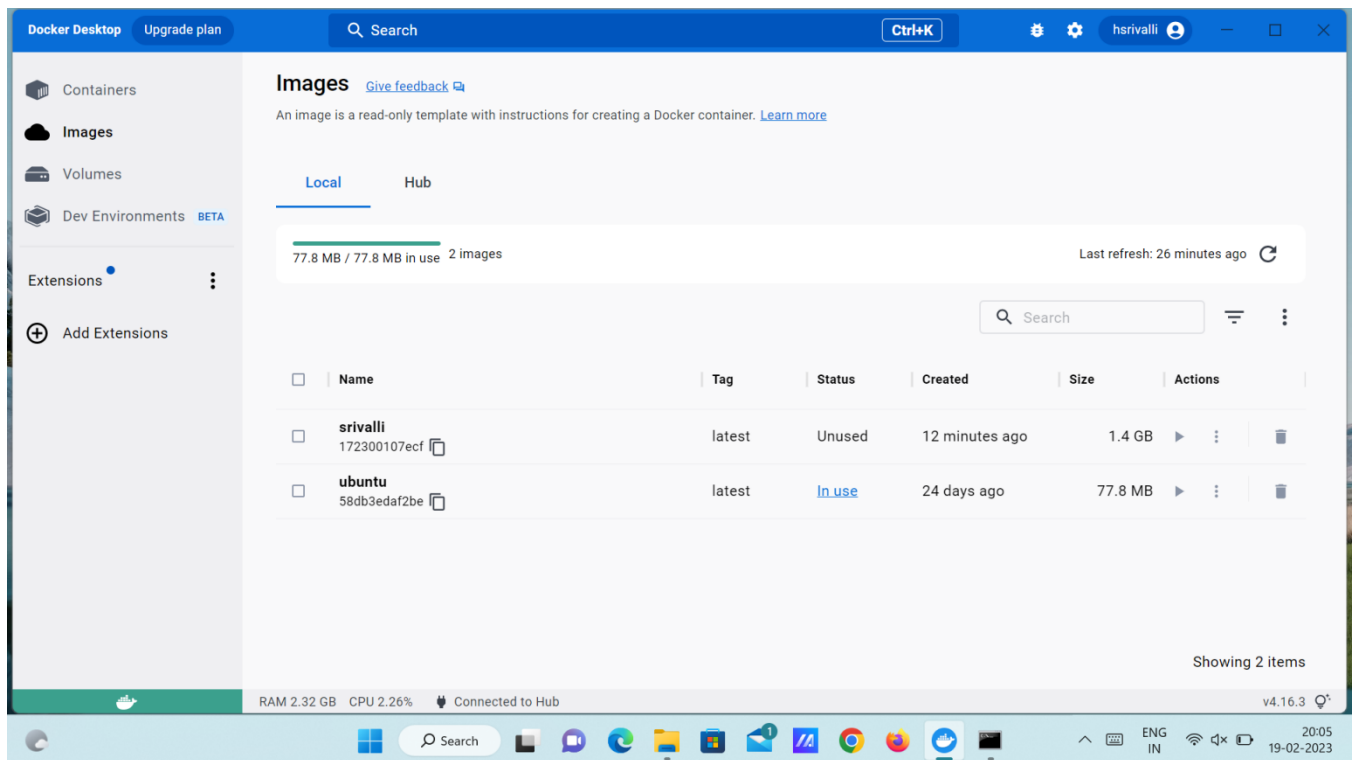 Docker Desktop Upgrade plan Search Ctrl+K hsrivalli
Containers
Images
Volumes
Dev Environments BETA
Extensions
Add Extensions
Images Give feedback
An image is a read-only template with instructions for creating a Docker container. Learn more
Local Hub
77.8 MB / 77.8 MB in use 2 images Last refresh: 26 minutes ago
Search
Name Tag Status Created Size Actions
srivalli latest Unused 12 minutes ago 1.4 GB
172300107ecf
ubuntu latest In use 24 days ago 77.8 MB
58db3edaf2be
Showing 2 items
RAM 2.32 GB CPU 2.26% Connected to Hub v4.16.3
Search 1 ENG 20:05
IN 19-02-2023